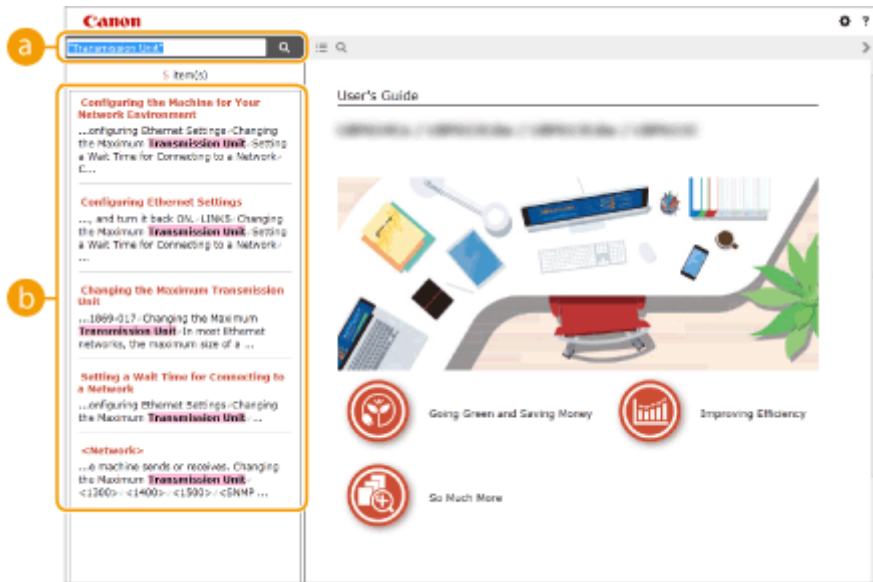 Canon
?
a
"Transmission Unit"
5 item(s)
User's Guide
b
Configuring the Machine for Your
Network Environment
...onfiguring Ethernet Settings Changing
the Maximum Transmission Unit Setting
a Wait Time for Connecting to a Network
C...
Configuring Ethernet Settings
..., and turn it back ON. LINKS Changing
the Maximum Transmission Unit Setting
a Wait Time for Connecting to a Network
...
Changing the Maximum Transmission
Unit
...1869-017 Changing the Maximum
Transmission Unit In most Ethernet
networks, the maximum size of a ...
Setting a Wait Time for Connecting to
a Network
...onfiguring Ethernet Settings Changing
the Maximum Transmission Unit ...
<Network>
...e machine sends or receives. Changing
the Maximum Transmission Unit
<1300> <1400> <1500> <SNMP ...
Going Green and Saving Money
Improving Efficiency
So Much More